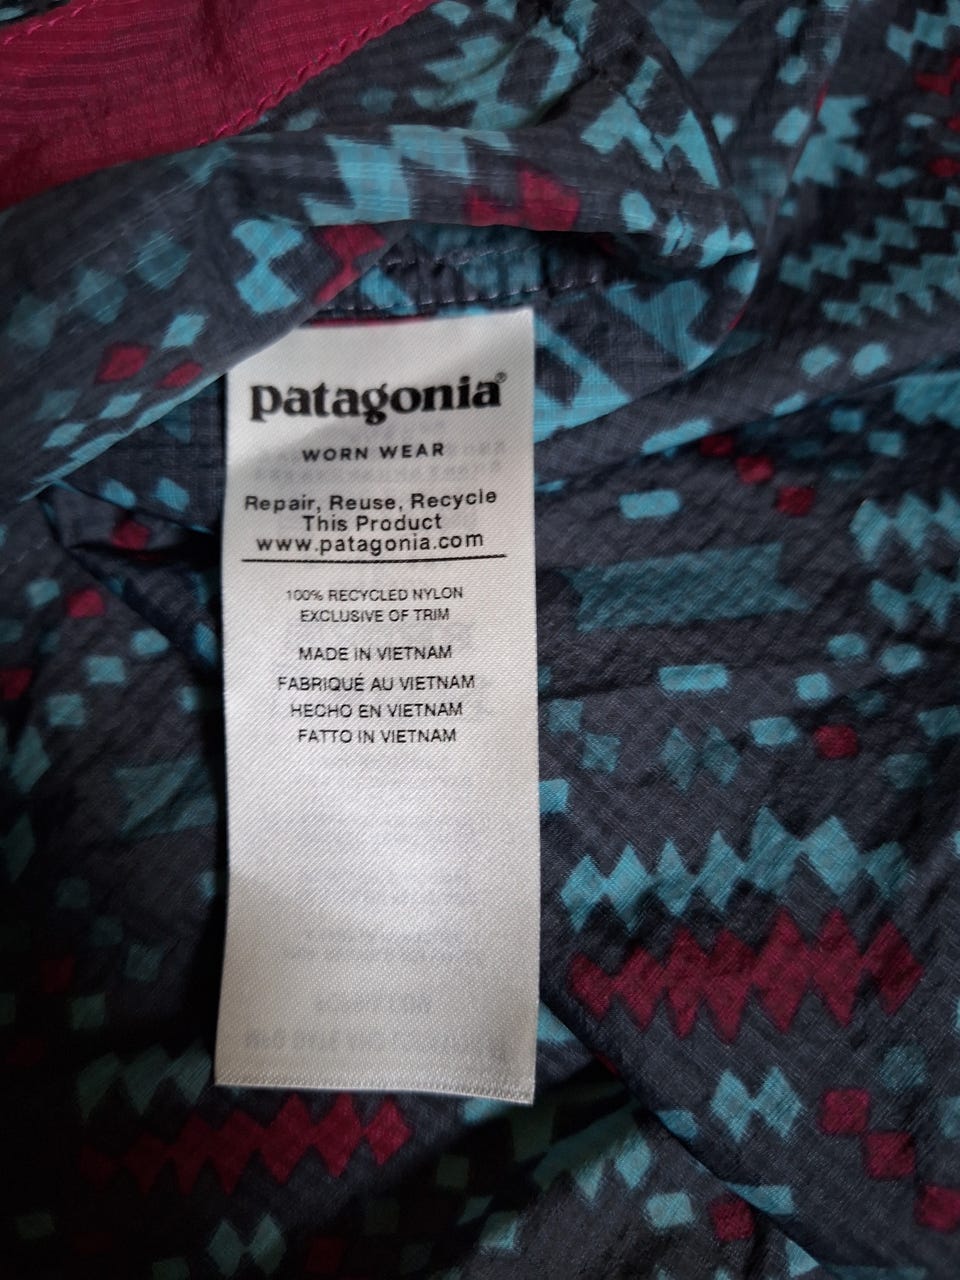 patagonia®
WORN WEAR
Repair, Reuse, Recycle
This Product
www.patagonia.com
100% RECYCLED NYLON
EXCLUSIVE OF TRIM
MADE IN VIETNAM
FABRIQUÉ AU VIETNAM
HECHO EN VIETNAM
FATTO IN VIETNAM